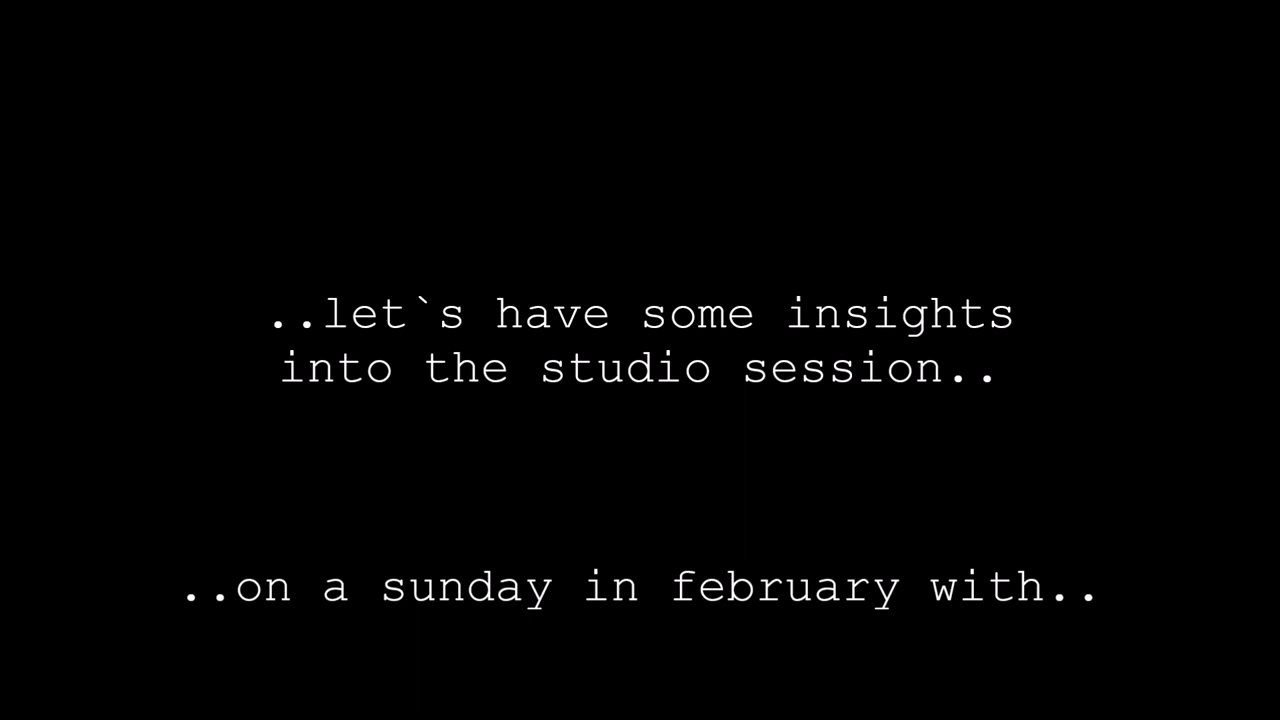 ..let`s have some insights
into the studio session..
..on a sunday in february with..